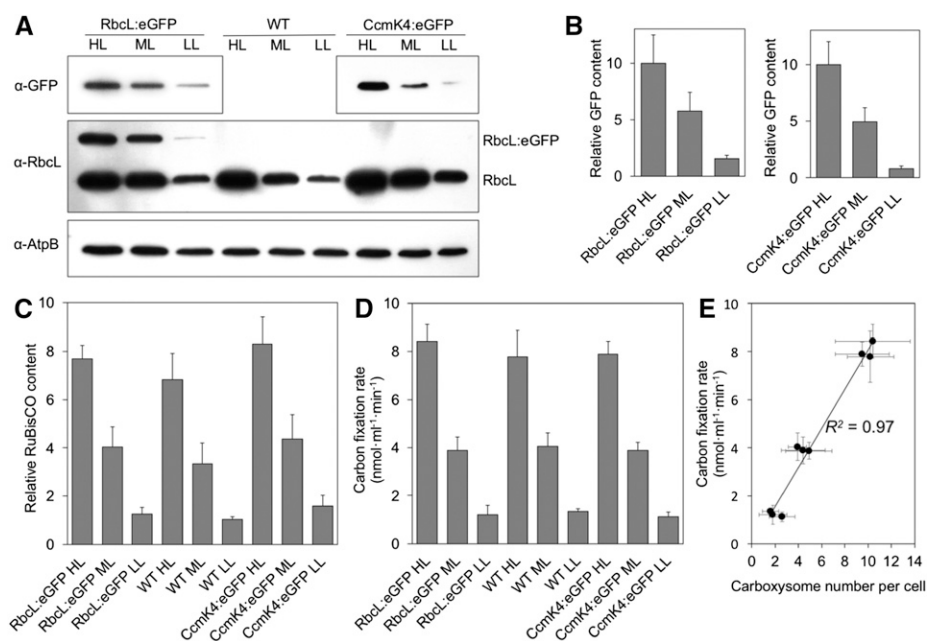 A
RbcL:eGFP WT CcmK4:eGFP
HL ML LL HL ML LL HL ML LL
α-GFP
α-RbcL
RbcL:eGFP
RbcL
α-AtpB
B
Relative GFP content
10
5
0
RbcL:eGFP HL
RbcL:eGFP ML
RbcL:eGFP LL
Relative GFP content
10
5
0
CcmK4:eGFP HL
CcmK4:eGFP ML
CcmK4:eGFP LL
C
Relative RuBisCO content
10
8
6
4
2
0
RbcL:eGFP HL
RbcL:eGFP ML
RbcL:eGFP LL
WT HL
WT ML
WT LL
CcmK4:eGFP HL
CcmK4:eGFP ML
CcmK4:eGFP LL
D
Carbon fixation rate
(nmol·ml⁻¹·min⁻¹)
10
8
6
4
2
0
RbcL:eGFP HL
RbcL:eGFP ML
RbcL:eGFP LL
WT HL
WT ML
WT LL
CcmK4:eGFP HL
CcmK4:eGFP ML
CcmK4:eGFP LL
E
Carbon fixation rate
(nmol·ml⁻¹·min⁻¹)
10
8
6
4
2
0
R² = 0.97
0 2 4 6 8 10 12 14
Carboxysome number per cell